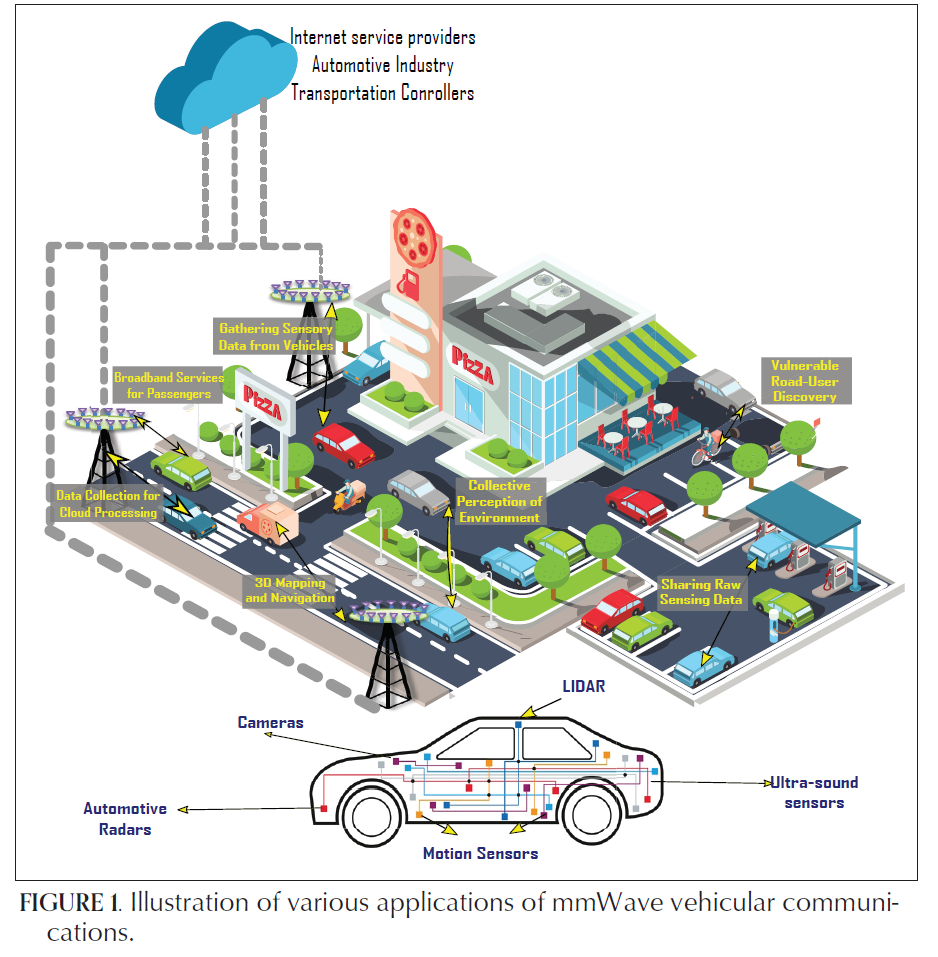 Internet service providers
Automotive Industry
Transportation Conrollers
Gathering Sensory
Data from Vehicles
PizzA
Vulnerable
Road-User
Discovery
Broadband Services
for Passengers
PizzA
Data Collection for
Cloud Processing
Collective
Perception of
Environment
3D Mapping
and Navigation
Sharing Raw
Sensing Data
LIDAR
Cameras
Automotive
Radars
Ultra-sound
sensors
Motion Sensors
FIGURE 1. Illustration of various applications of mmWave vehicular communi-
cations.